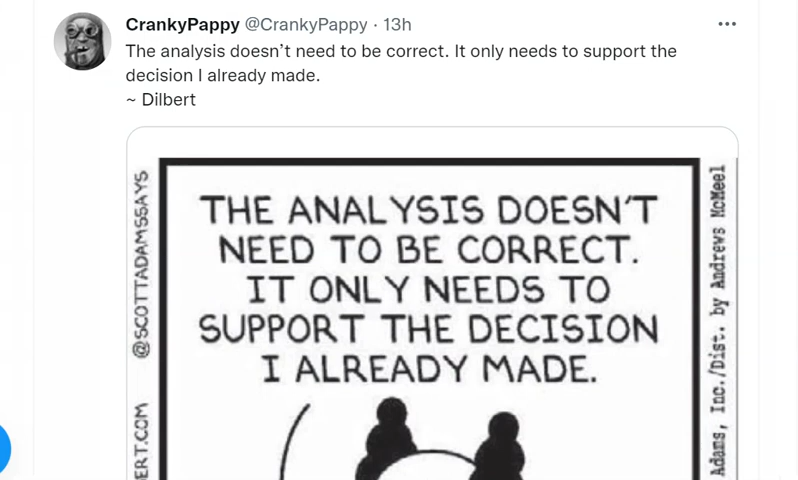 CrankyPappy @CrankyPappy · 13h
The analysis doesn’t need to be correct. It only needs to support the
decision I already made.
~ Dilbert
@SCOTTADAMSSAYS
ERT.COM
THE ANALYSIS DOESN'T
NEED TO BE CORRECT.
IT ONLY NEEDS TO
SUPPORT THE DECISION
I ALREADY MADE.
Adams, Inc./Dist. by Andrews McMeel